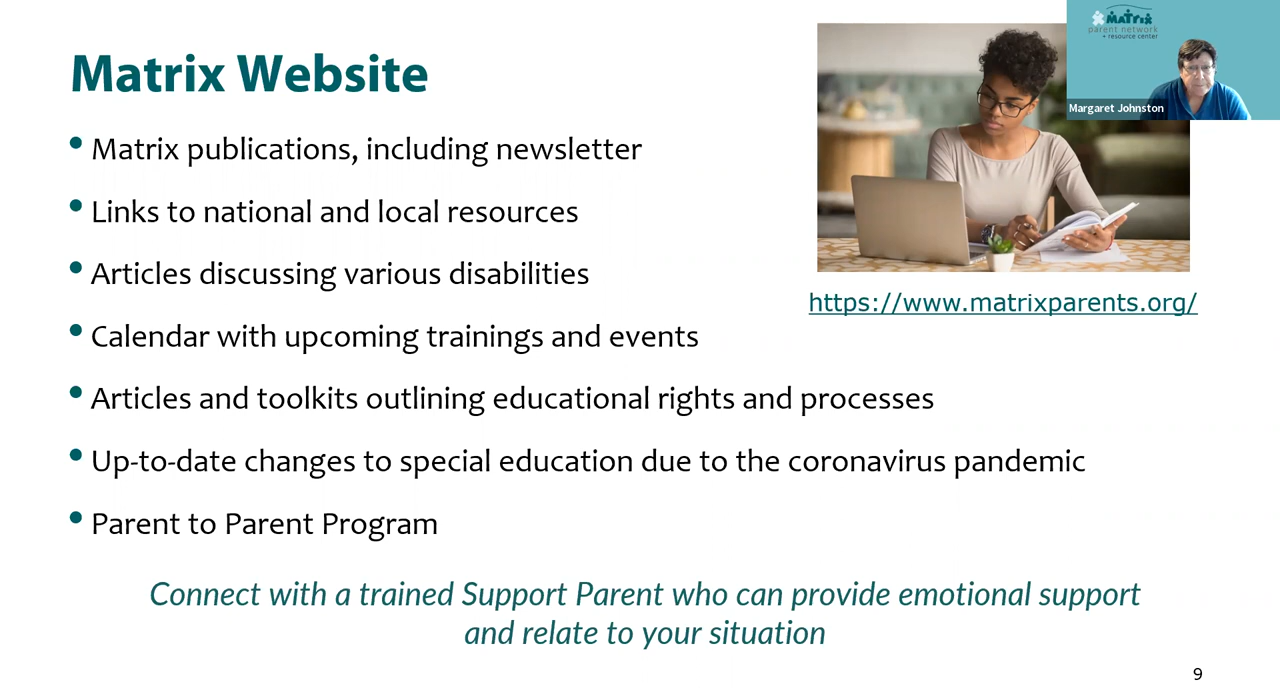 Matrix Website
• Matrix publications, including newsletter
• Links to national and local resources
• Articles discussing various disabilities
• Calendar with upcoming trainings and events
• Articles and toolkits outlining educational rights and processes
• Up-to-date changes to special education due to the coronavirus pandemic
• Parent to Parent Program
Connect with a trained Support Parent who can provide emotional support
and relate to your situation
MATRIX
parent network
+ resource center
Margaret Johnston
https://www.matrixparents.org/
9